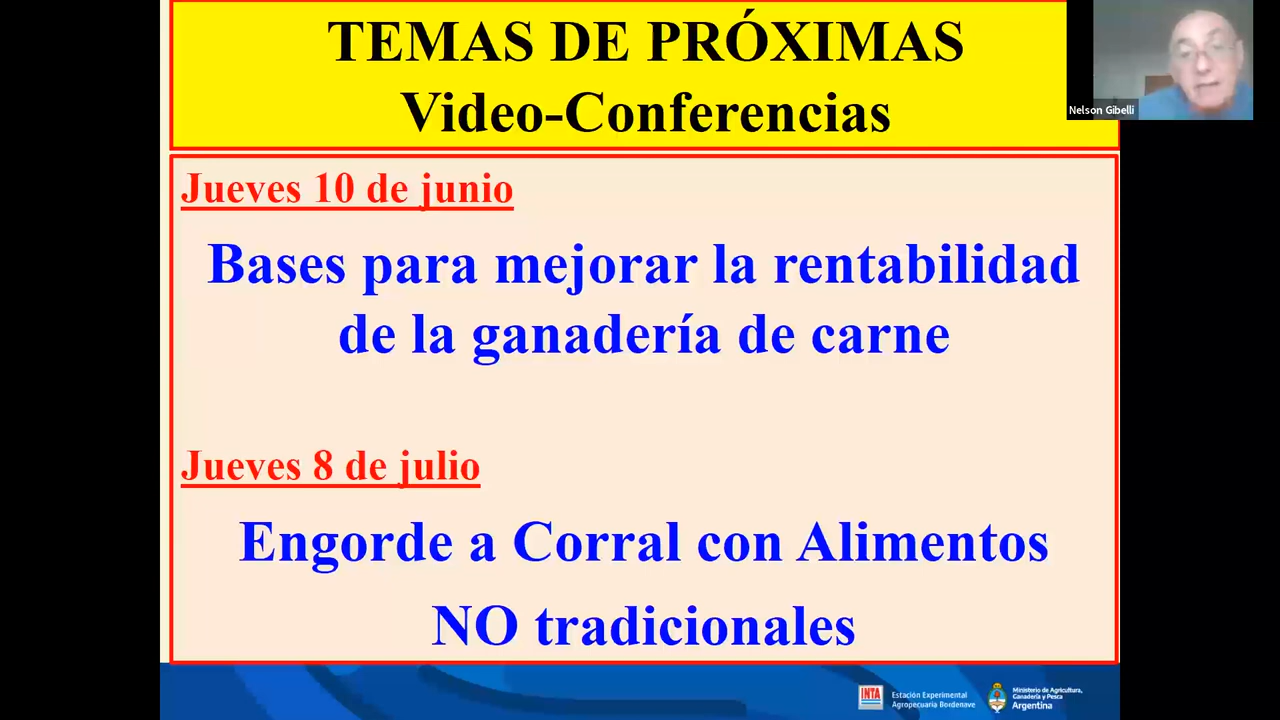 TEMAS DE PRÓXIMAS
Video-Conferencias
Nelson Gibelli
Jueves 10 de junio
Bases para mejorar la rentabilidad
de la ganadería de carne
Jueves 8 de julio
Engorde a Corral con Alimentos
NO tradicionales
INTA
Estación Experimental
Agropecuaria Bordenave
Ministerio de Agricultura,
Ganadería y Pesca
Argentina